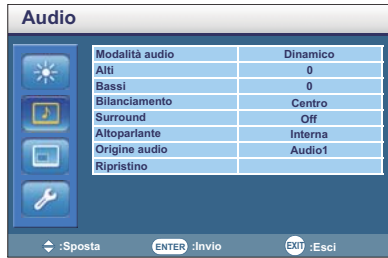 Audio
Modalità audio Dinamico
Alti 0
Bassi 0
Bilanciamento Centro
Surround Off
Altoparlante Interna
Origine audio Audio1
Ripristino
:Sposta ENTER :Invio EXIT :Esci